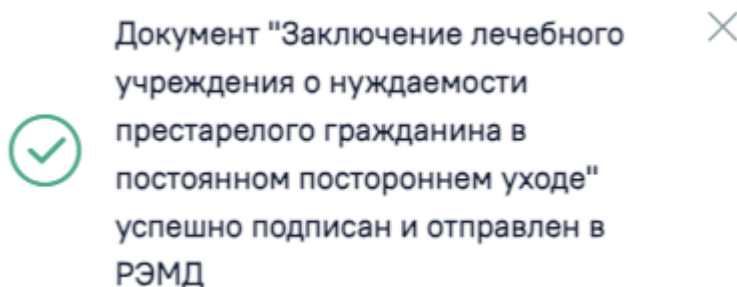 Документ "Заключение лечебного
учреждения о нуждаемости
престарелого гражданина в
постоянном постороннем уходе"
успешно подписан и отправлен в
РЭМД